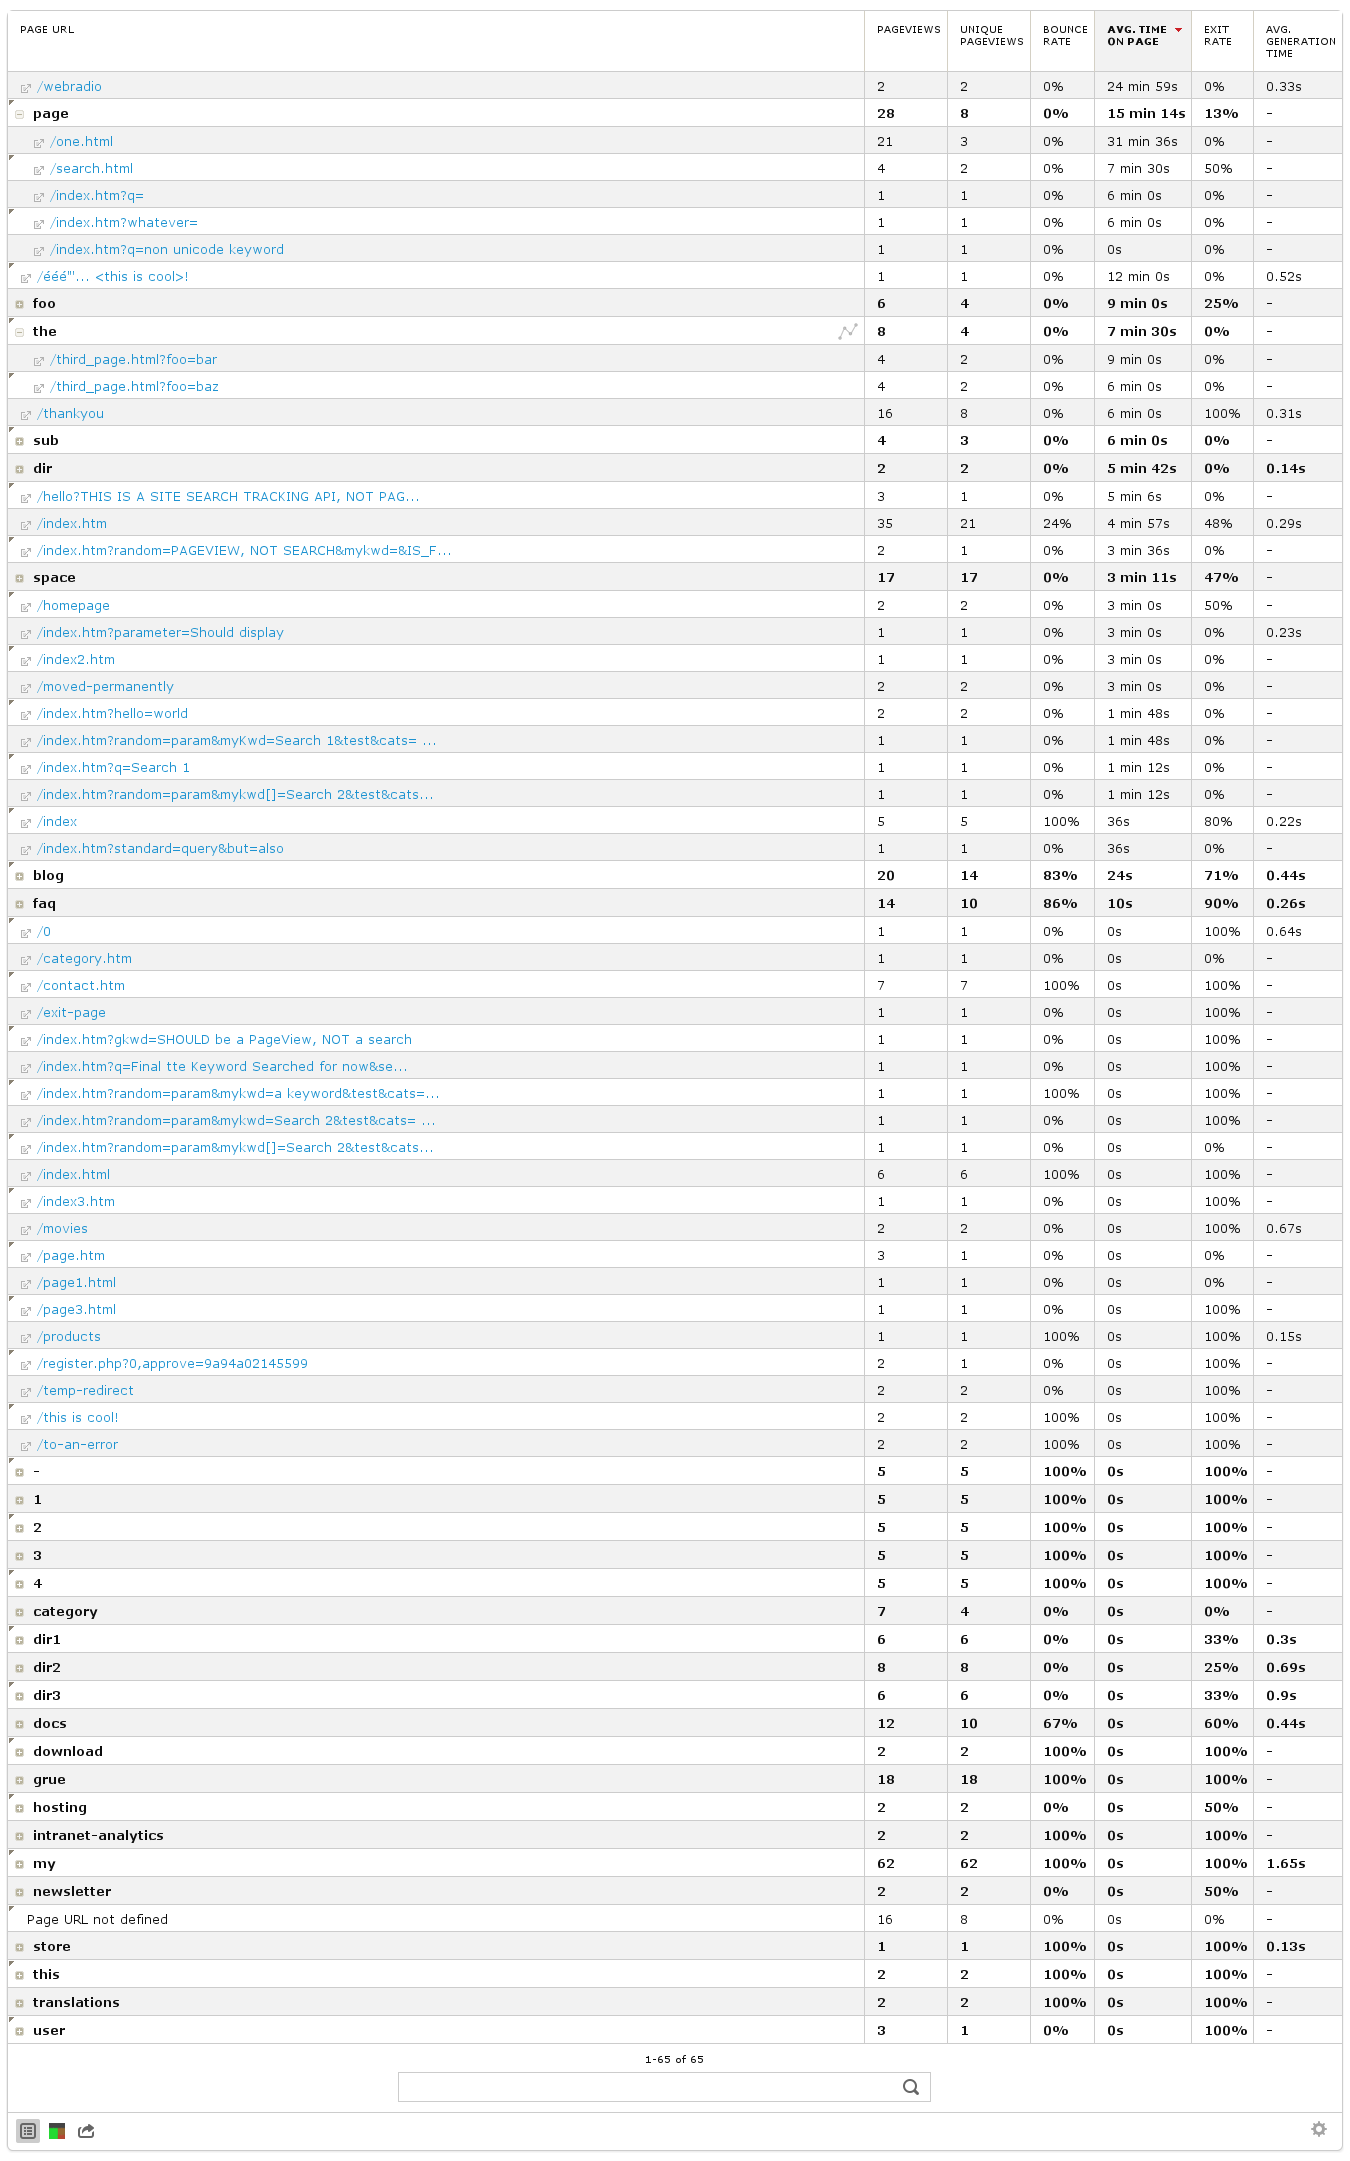 PAGE URL PAGEVIEWS UNIQUE PAGEVIEWS BOUNCE RATE AVG. TIME ON PAGE EXIT RATE AVG. GENERATION TIME
/webradio 2 2 0% 24 min 59s 0% 0.33s
page 28 8 0% 15 min 14s 13% -
/one.html 21 3 0% 31 min 36s 0% -
/search.html 4 2 0% 7 min 30s 50% -
/index.htm?q= 1 1 0% 6 min 0s 0% -
/index.htm?whatever= 1 1 0% 6 min 0s 0% -
/index.htm?q=non unicode keyword 1 1 0% 0s 0% -
/ééé"'... <this is cool>! 1 1 0% 12 min 0s 0% 0.52s
foo 6 4 0% 9 min 0s 25% -
the 8 4 0% 7 min 30s 0% -
/third_page.html?foo=bar 4 2 0% 9 min 0s 0% -
/third_page.html?foo=baz 4 2 0% 6 min 0s 0% -
/thankyou 16 8 0% 6 min 0s 100% 0.31s
sub 4 3 0% 6 min 0s 0% -
dir 2 2 0% 5 min 42s 0% 0.14s
/hello?THIS IS A SITE SEARCH TRACKING API, NOT PAG... 3 1 0% 5 min 6s 0% -
/index.htm 35 21 24% 4 min 57s 48% 0.29s
/index.htm?random=PAGEVIEW, NOT SEARCH&mykwd=&IS_F... 2 1 0% 3 min 36s 0% -
space 17 17 0% 3 min 11s 47% -
/homepage 2 2 0% 3 min 0s 50% -
/index.htm?parameter=Should display 1 1 0% 3 min 0s 0% 0.23s
/index2.htm 1 1 0% 3 min 0s 0% -
/moved-permanently 2 2 0% 3 min 0s 0% -
/index.htm?hello=world 2 2 0% 1 min 48s 0% -
/index.htm?random=param&myKwd=Search 1&test&cats= ... 1 1 0% 1 min 48s 0% -
/index.htm?q=Search 1 1 1 0% 1 min 12s 0% -
/index.htm?random=param&mykwd[]=Search 2&test&cats... 1 1 0% 1 min 12s 0% -
/index 5 5 100% 36s 80% 0.22s
/index.htm?standard=query&but=also 1 1 0% 36s 0% -
blog 20 14 83% 24s 71% 0.44s
faq 14 10 86% 10s 90% 0.26s
/0 1 1 0% 0s 100% 0.64s
/category.htm 1 1 0% 0s 0% -
/contact.htm 7 7 100% 0s 100% -
/exit-page 1 1 0% 0s 100% -
/index.htm?gkwd=SHOULD be a PageView, NOT a search 1 1 0% 0s 100% -
/index.htm?q=Final tte Keyword Searched for now&se... 1 1 0% 0s 100% -
/index.htm?random=param&mykwd=a keyword&test&cats=... 1 1 100% 0s 100% -
/index.htm?random=param&mykwd=Search 2&test&cats= ... 1 1 0% 0s 100% -
/index.htm?random=param&mykwd[]=Search 2&test&cats... 1 1 0% 0s 0% -
/index.html 6 6 100% 0s 100% -
/index3.htm 1 1 0% 0s 100% -
/movies 2 2 0% 0s 100% 0.67s
/page.htm 3 1 0% 0s 0% -
/page1.html 1 1 0% 0s 0% -
/page3.html 1 1 0% 0s 100% -
/products 1 1 100% 0s 100% 0.15s
/register.php?0,approve=9a94a02145599 2 1 0% 0s 100% -
/temp-redirect 2 2 0% 0s 100% -
/this is cool! 2 2 100% 0s 100% -
/to-an-error 2 2 100% 0s 100% -
- 5 5 100% 0s 100% -
1 5 5 100% 0s 100% -
2 5 5 100% 0s 100% -
3 5 5 100% 0s 100% -
4 5 5 100% 0s 100% -
category 7 4 0% 0s 0% -
dir1 6 6 0% 0s 33% 0.3s
dir2 8 8 0% 0s 25% 0.69s
dir3 6 6 0% 0s 33% 0.9s
docs 12 10 67% 0s 60% 0.44s
download 2 2 100% 0s 100% -
grue 18 18 100% 0s 100% -
hosting 2 2 0% 0s 50% -
intranet-analytics 2 2 100% 0s 100% -
my 62 62 100% 0s 100% 1.65s
newsletter 2 2 0% 0s 50% -
Page URL not defined 16 8 0% 0s 0% -
store 1 1 100% 0s 100% 0.13s
this 2 2 100% 0s 100% -
translations 2 2 100% 0s 100% -
user 3 1 0% 0s 100% -
1-65 of 65